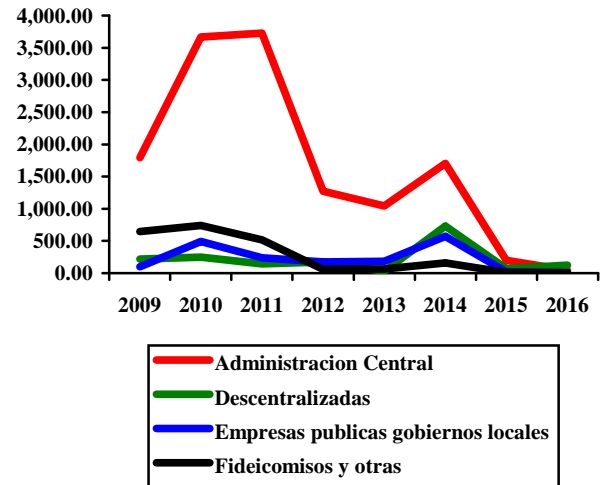 4,000.00
3,500.00
3,000.00
2,500.00
2,000.00
1,500.00
1,000.00
500.00
0.00
2009 2010 2011 2012 2013 2014 2015 2016
Administracion Central
Descentralizadas
Empresas publicas gobiernos locales
Fideicomisos y otras